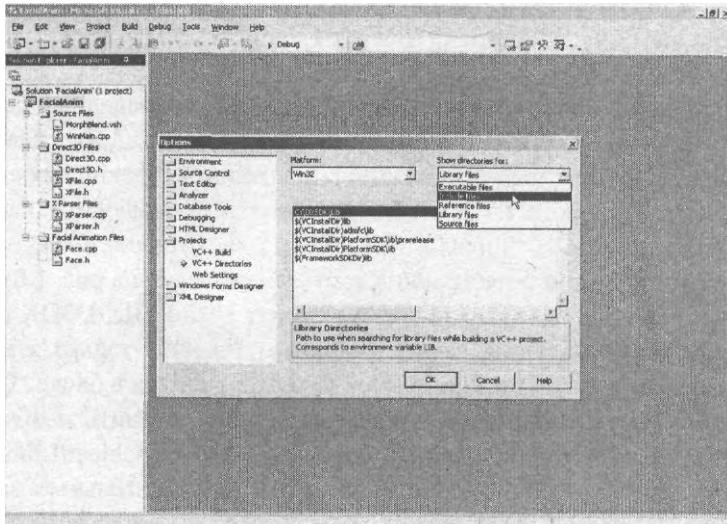 File Edit View Project Build Debug Tools Window Help
Debug
Solution 'FacialAnim' (1 project)
FacialAnim
Source Files
MorphBlend.vsh
WinMain.cpp
Direct3D Files
Direct3D.cpp
Direct3D.h
XFile.cpp
XFile.h
X Parser Files
XParser.cpp
XParser.h
Facial Animation Files
Face.cpp
Face.h
Options
Environment
Source Control
Text Editor
Analyzer
Database Tools
Debugging
HTML Designer
Projects
VC++ Build
VC++ Directories
Web Settings
Windows Forms Designer
XML Designer
Platform:
Win32
Show directories for:
Library files
Executable files
Reference files
Library files
Source files
$(VCInstallDir)lib
$(VCInstallDir)atlmfc\lib
$(VCInstallDir)PlatformSDK\lib\prerelease
$(VCInstallDir)PlatformSDK\lib
$(FrameworkSDKDir)lib
Library Directories
Path to use when searching for library files while building a VC++ project.
Corresponds to environment variable LIB.
OK Cancel Help